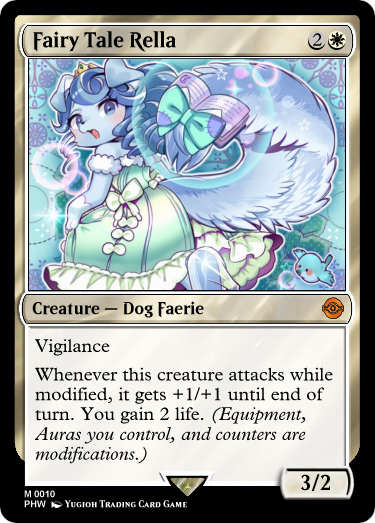 Fairy Tale Rella 2
Creature — Dog Faerie
Vigilance
Whenever this creature attacks while
modified, it gets +1/+1 until end of
turn. You gain 2 life. (Equipment,
Auras you control, and counters are
modifications.)
3/2
M 0010
PHW YUGIOH TRADING CARD GAME